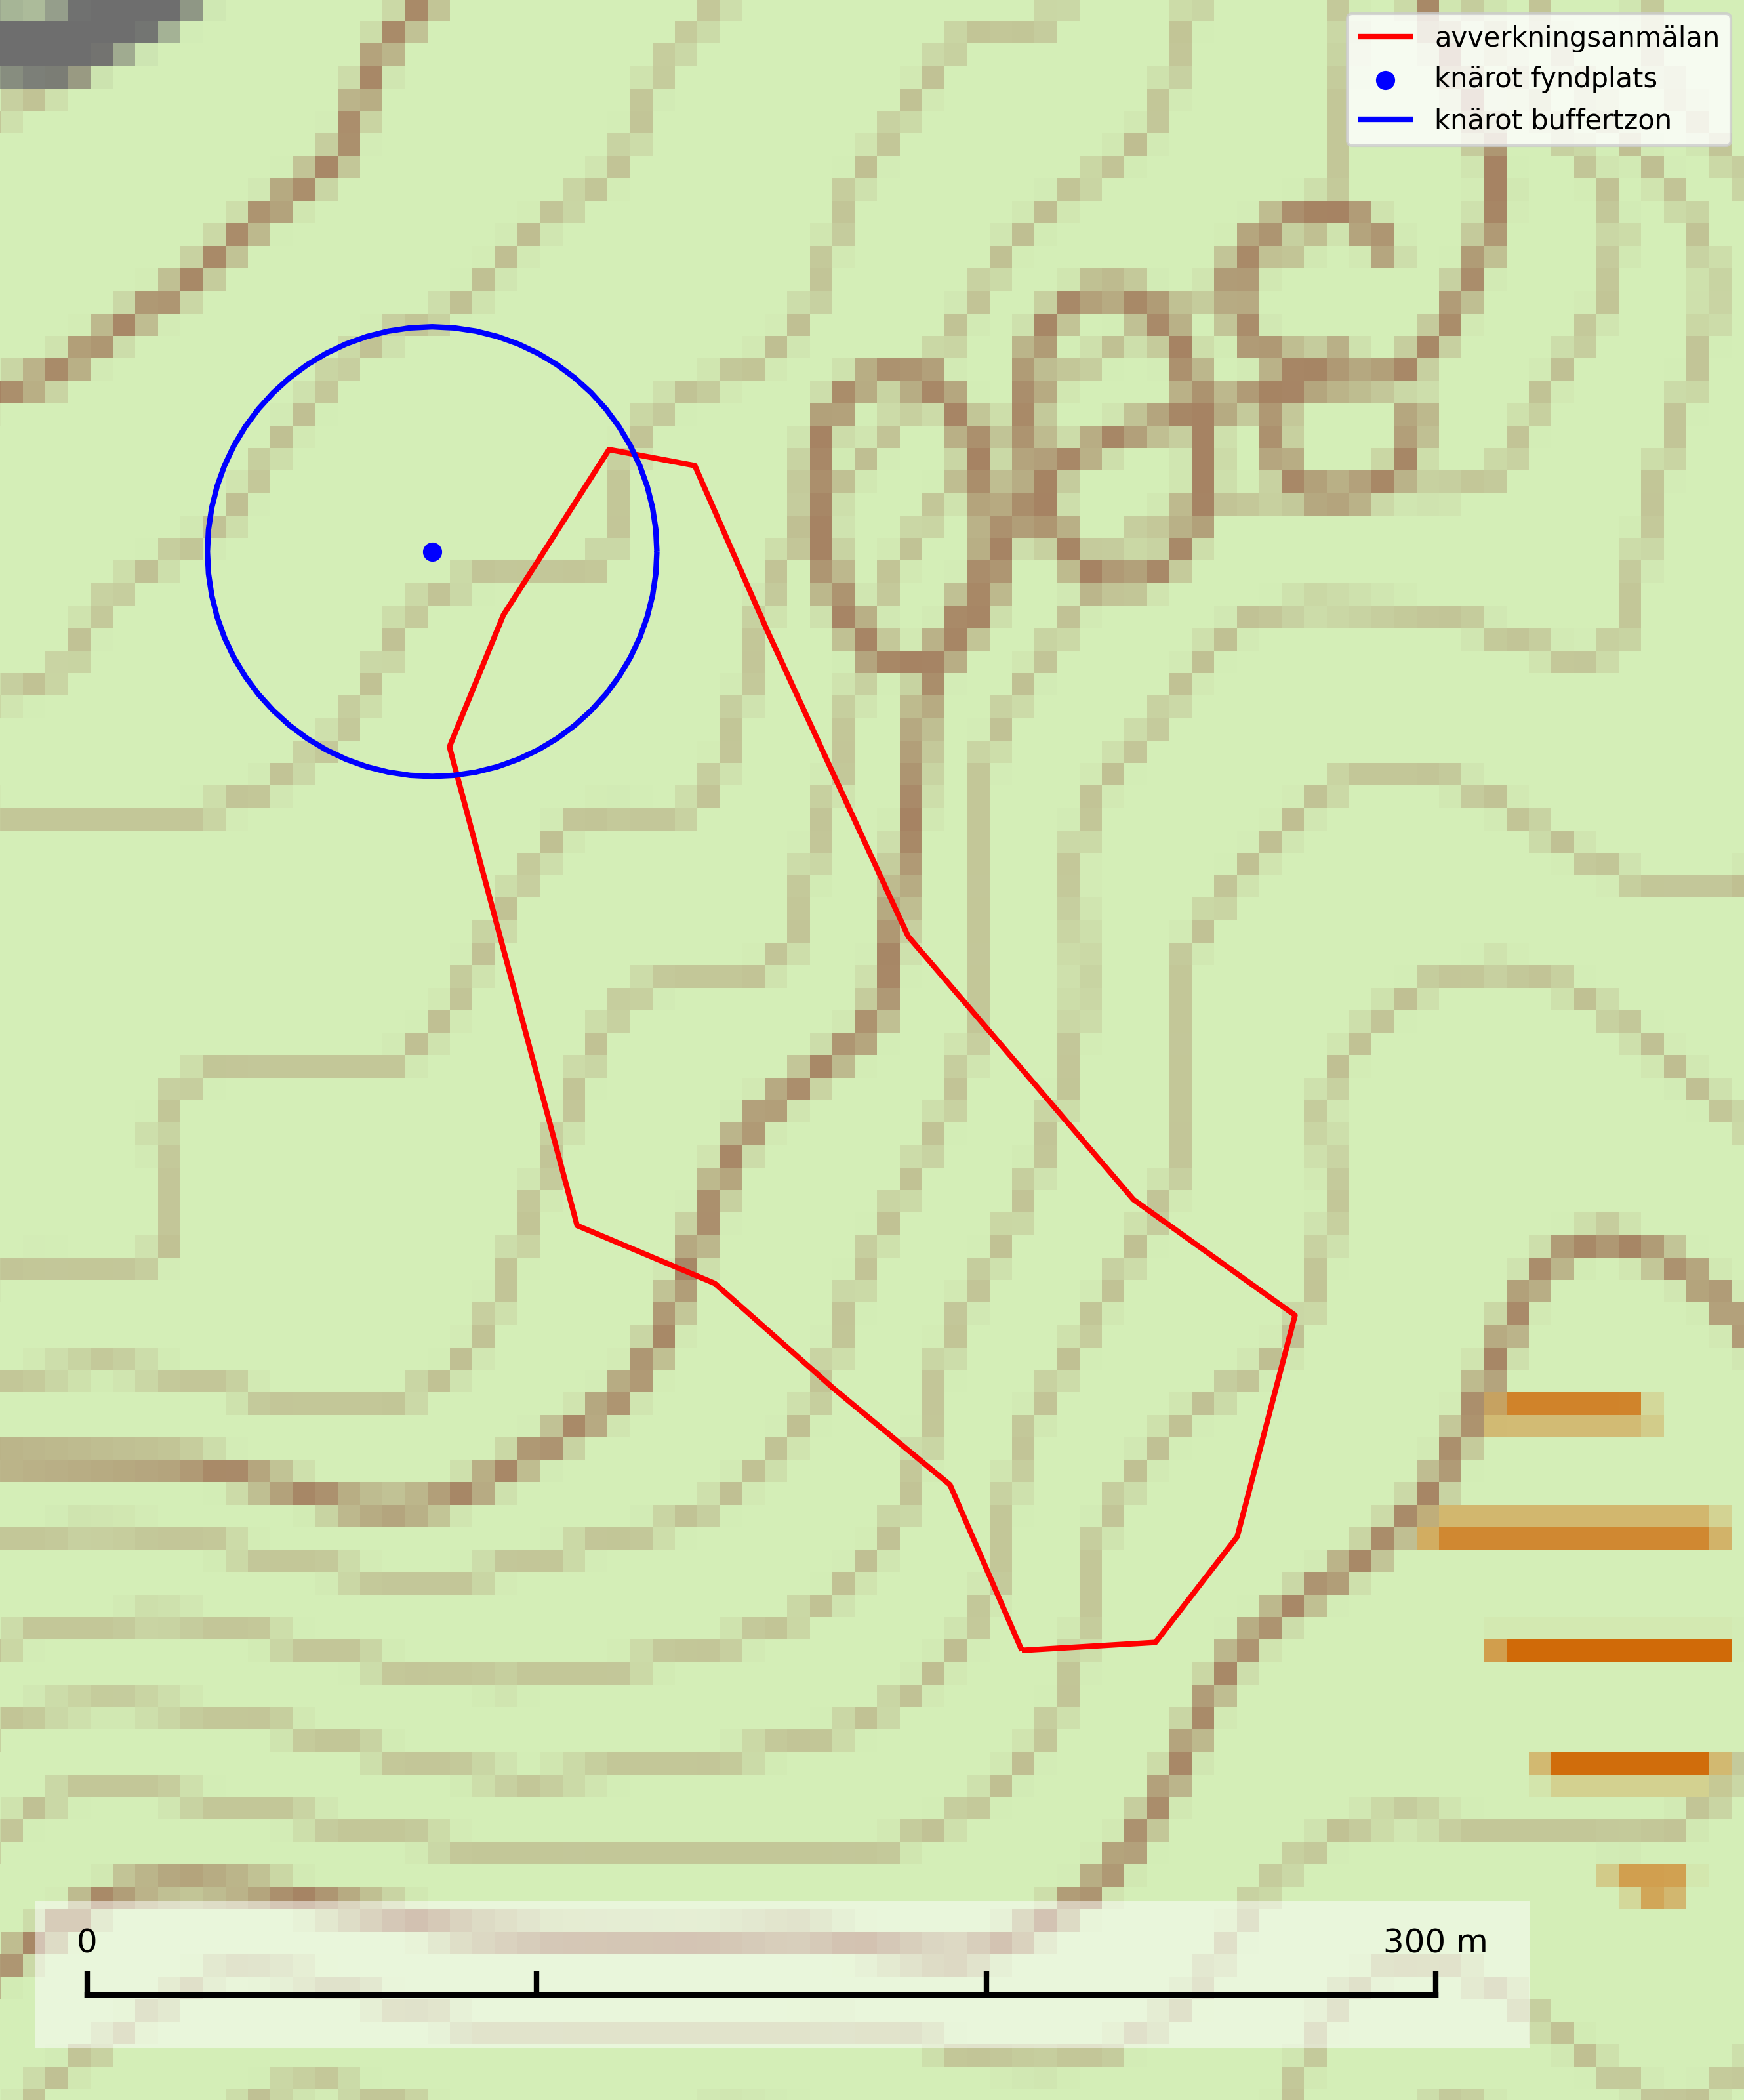 avverkningsanmälan
knärot fyndplats
knärot buffertzon
0
300 m